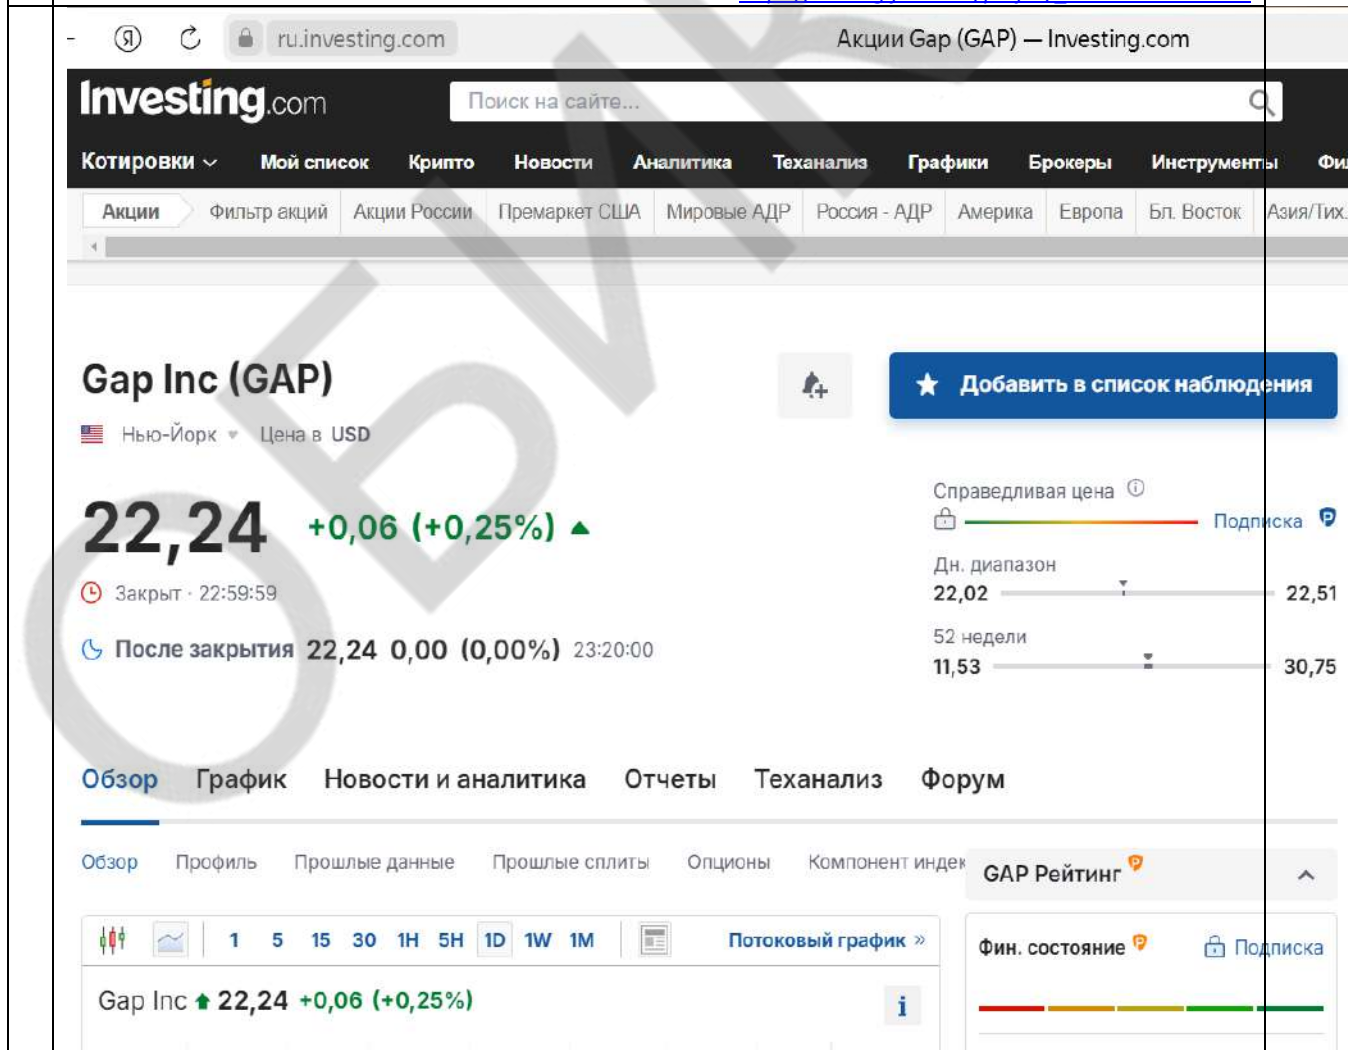 Я ru.investing.com Акции Gap (GAP) — Investing.com
Investing.com Поиск на сайте...
Котировки Мой список Крипто Новости Аналитика Теханализ Графики Брокеры Инструменты
Акции Фильтр акций Акции России Премаркет США Мировые АДР Россия - АДР Америка Европа Бл. Восток Азия/Тих.
Gap Inc (GAP)
Добавить в список наблюдения
Нью-Йорк Цена в USD
Справедливая цена
Подписка
22,24 +0,06 (+0,25%)
Дн. диапазон
22,02 22,51
Закрыт · 22:59:59
52 недели
11,53 30,75
После закрытия 22,24 0,00 (0,00%) 23:20:00
Обзор График Новости и аналитика Отчеты Теханализ Форум
Обзор Профиль Прошлые данные Прошлые сплиты Опционы Компонент индек
GAP Рейтинг
1 5 15 30 1H 5H 1D 1W 1M Потоковый график »
Фин. состояние Подписка
Gap Inc 22,24 +0,06 (+0,25%)